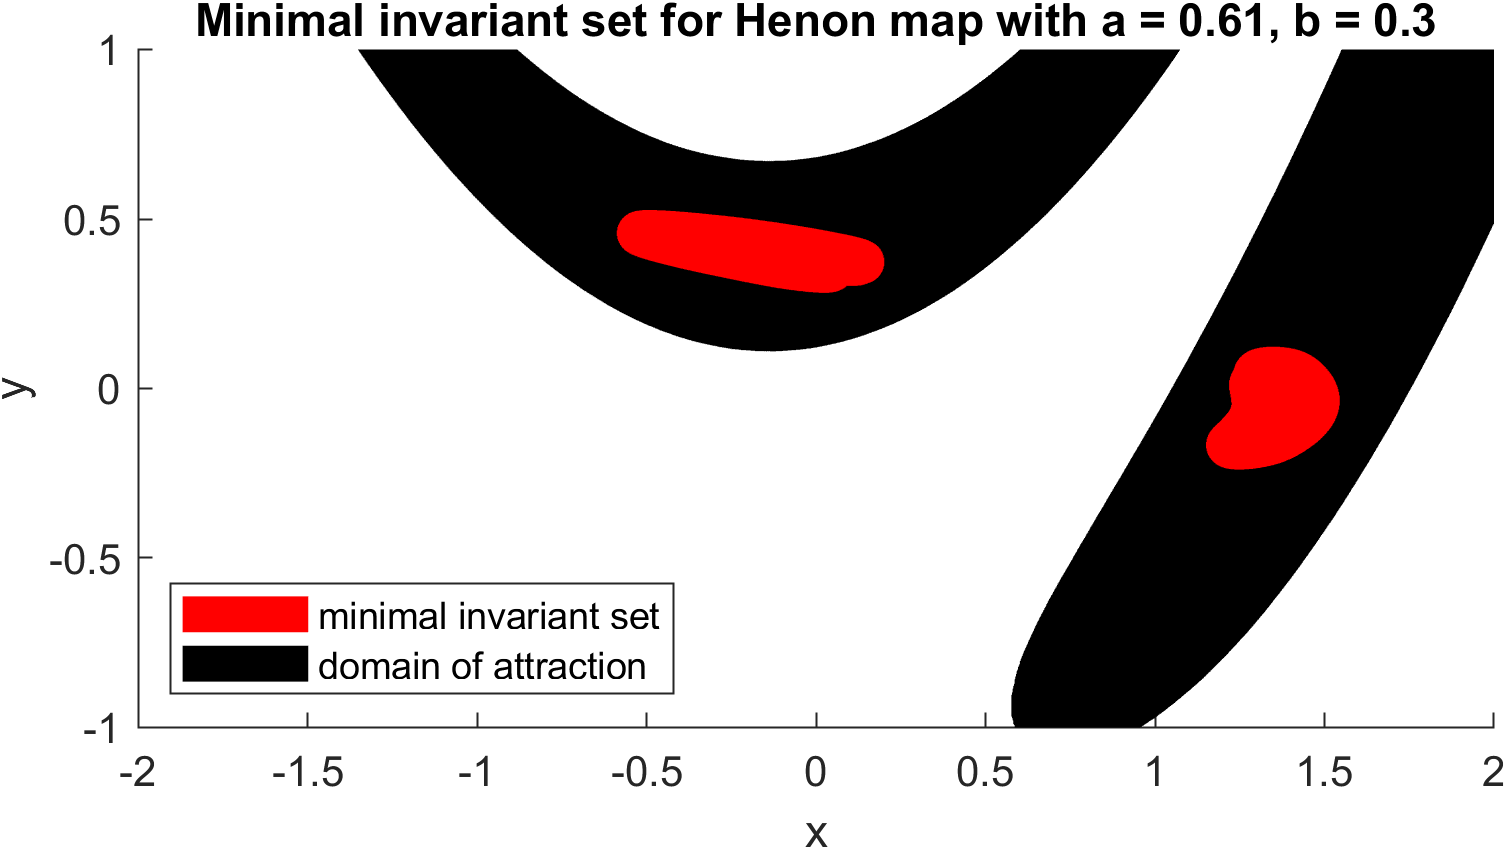 Minimal invariant set for Henon map with a = 0.61, b = 0.3
1
0.5
0
-0.5
-1
y
minimal invariant set
domain of attraction
-2 -1.5 -1 -0.5 0 0.5 1 1.5 2
x